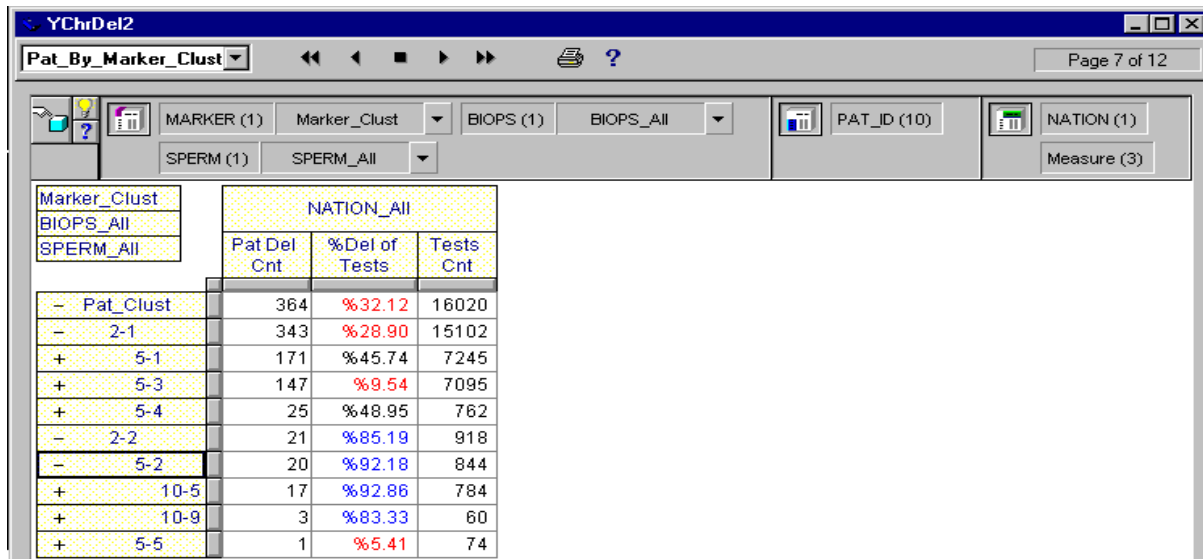 YChrDel2
Pat_By_Marker_Clust
?
Page 7 of 12
?
MARKER (1) Marker_Clust BIOPS (1) BIOPS_All PAT_ID (10) NATION (1)
SPERM (1) SPERM_All Measure (3)
Marker_Clust
BIOPS_All
SPERM_All
NATION_All
Pat Del Cnt %Del of Tests Tests Cnt
− Pat_Clust 364 %32.12 16020
− 2-1 343 %28.90 15102
+ 5-1 171 %45.74 7245
+ 5-3 147 %9.54 7095
+ 5-4 25 %48.95 762
− 2-2 21 %85.19 918
− 5-2 20 %92.18 844
+ 10-5 17 %92.86 784
+ 10-9 3 %83.33 60
+ 5-5 1 %5.41 74